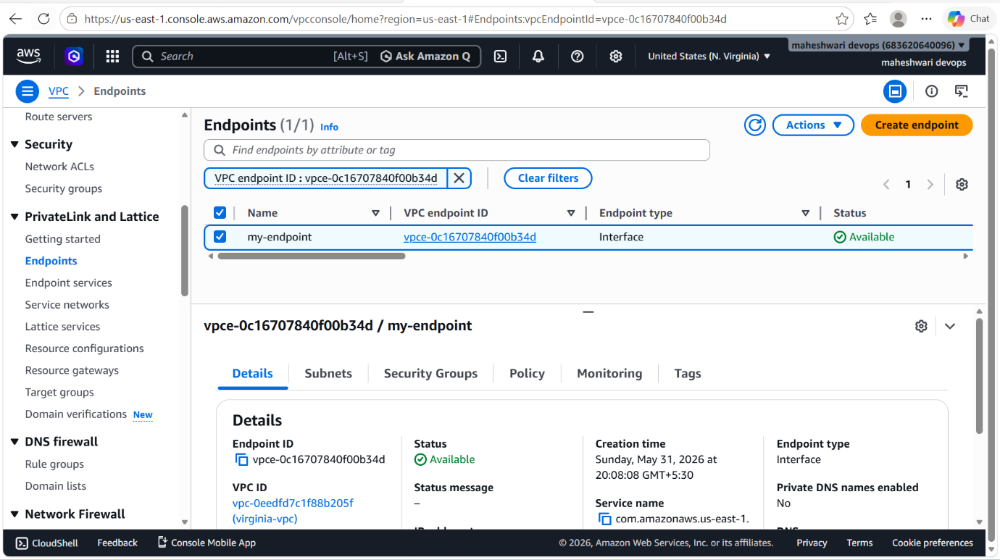 https://us-east-1.console.aws.amazon.com/vpcconsole/home?region=us-east-1#Endpoints:vpcEndpointId=vpce-0c16707840f00b34d
Chat
aws
Search [Alt+S] Ask Amazon Q
United States (N. Virginia)
maheshwari devops (683620640096)
maheshwari devops
VPC Endpoints
Route servers
Security
Network ACLs
Security groups
PrivateLink and Lattice
Getting started
Endpoints
Endpoint services
Service networks
Lattice services
Resource configurations
Resource gateways
Target groups
Domain verifications New
DNS firewall
Rule groups
Domain lists
Network Firewall
Endpoints (1/1) Info
Actions
Create endpoint
Find endpoints by attribute or tag
VPC endpoint ID : vpce-0c16707840f00b34d
Clear filters
1
Name VPC endpoint ID Endpoint type Status
my-endpoint vpce-0c16707840f00b34d Interface Available
vpce-0c16707840f00b34d / my-endpoint
Details Subnets Security Groups Policy Monitoring Tags
Details
Endpoint ID
vpce-0c16707840f00b34d
VPC ID
vpc-0eedfd7c1f88b205f
(virginia-vpc)
Status
Available
Status message
–
Creation time
Sunday, May 31, 2026 at
20:08:08 GMT+5:30
Service name
com.amazonaws.us-east-1.
Endpoint type
Interface
Private DNS names enabled
No
CloudShell Feedback Console Mobile App © 2026, Amazon Web Services, Inc. or its affiliates. Privacy Terms Cookie preferences